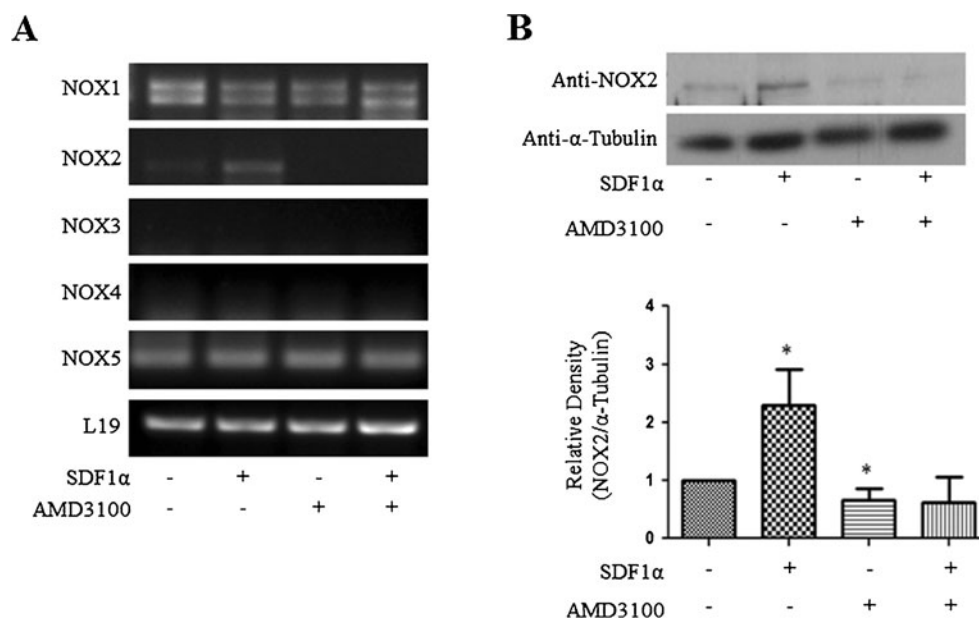 A
NOX1
NOX2
NOX3
NOX4
NOX5
L19
SDF1α - + - +
AMD3100 - - + +
B
Anti-NOX2
Anti-α-Tubulin
SDF1α - + - +
AMD3100 - - + +
Relative Density
(NOX2/α-Tubulin)
4
3
2
1
0
*
*
SDF1α - + - +
AMD3100 - - + +